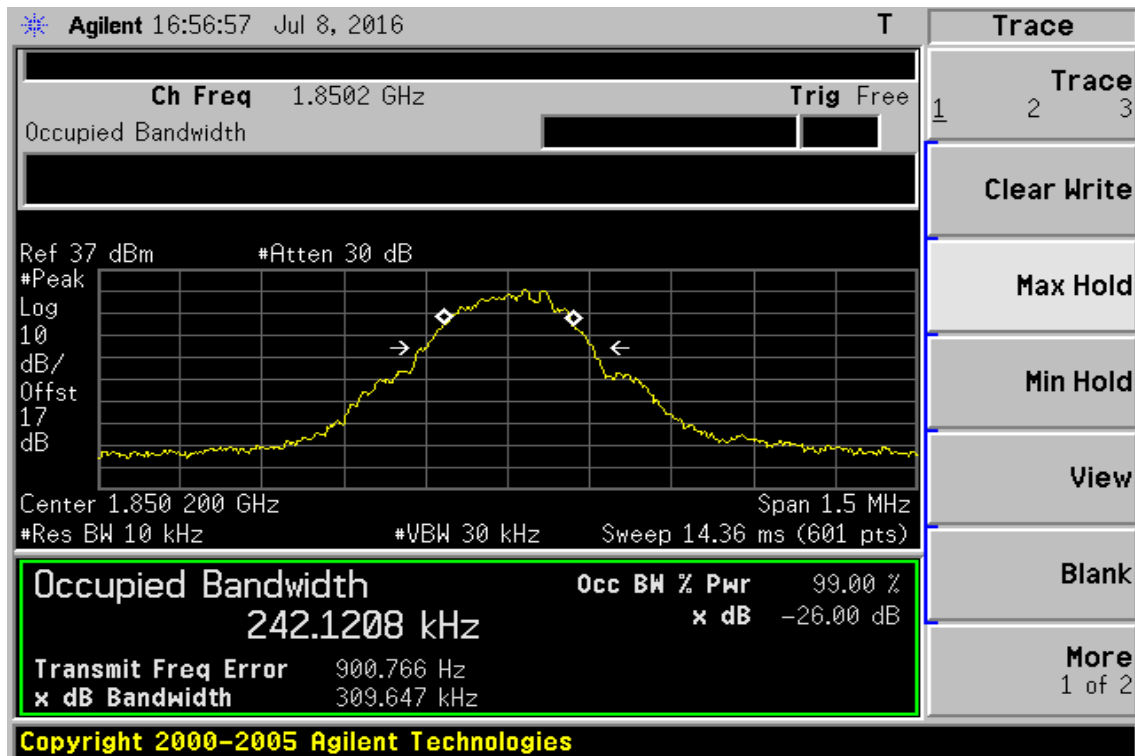 Agilent 16:56:57 Jul 8, 2016 T
Trace
Ch Freq 1.8502 GHz Trig Free
Occupied Bandwidth
Trace
1 2 3
Clear Write
Max Hold
Min Hold
View
Blank
More
1 of 2
Ref 37 dBm #Atten 30 dB
#Peak
Log
10
dB/
Offst
17
dB
Center 1.850 200 GHz Span 1.5 MHz
#Res BW 10 kHz #VBW 30 kHz Sweep 14.36 ms (601 pts)
Occupied Bandwidth Occ BW % Pwr 99.00 %
242.1208 kHz x dB -26.00 dB
Transmit Freq Error 900.766 Hz
x dB Bandwidth 309.647 kHz
Copyright 2000-2005 Agilent Technologies